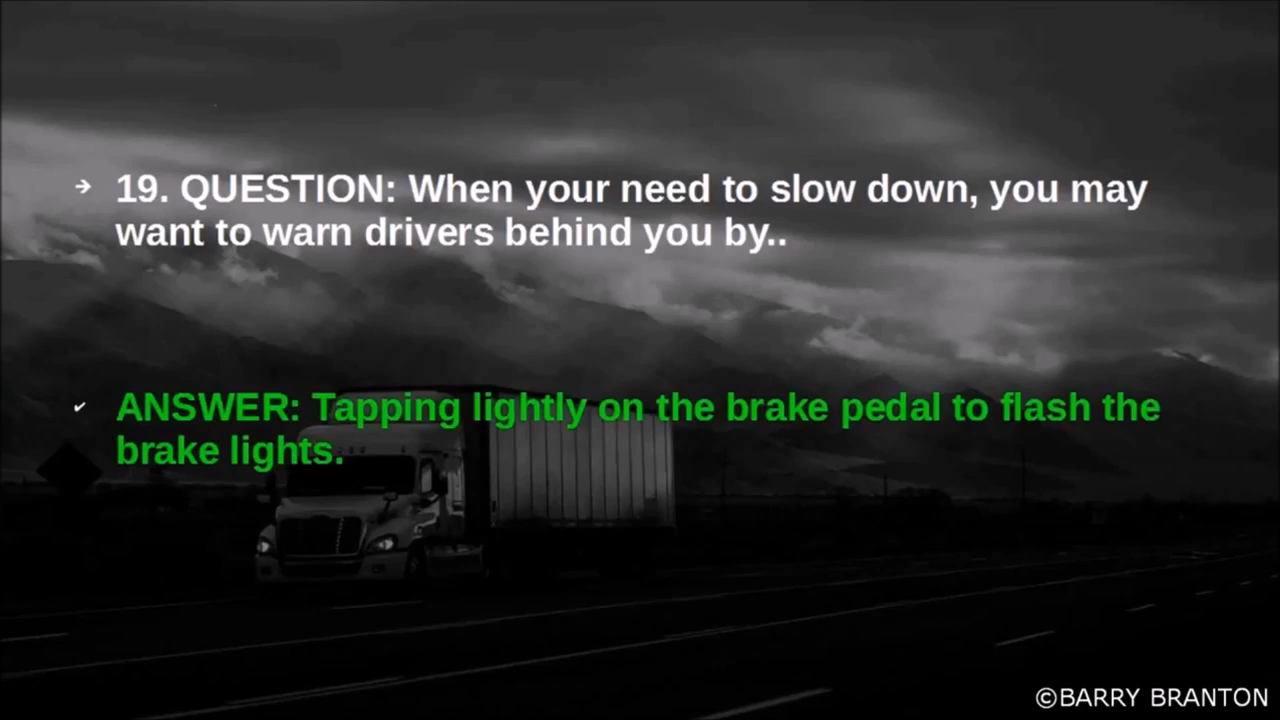 19. QUESTION: When your need to slow down, you may
want to warn drivers behind you by..
ANSWER: Tapping lightly on the brake pedal to flash the
brake lights.
©BARRY BRANTON